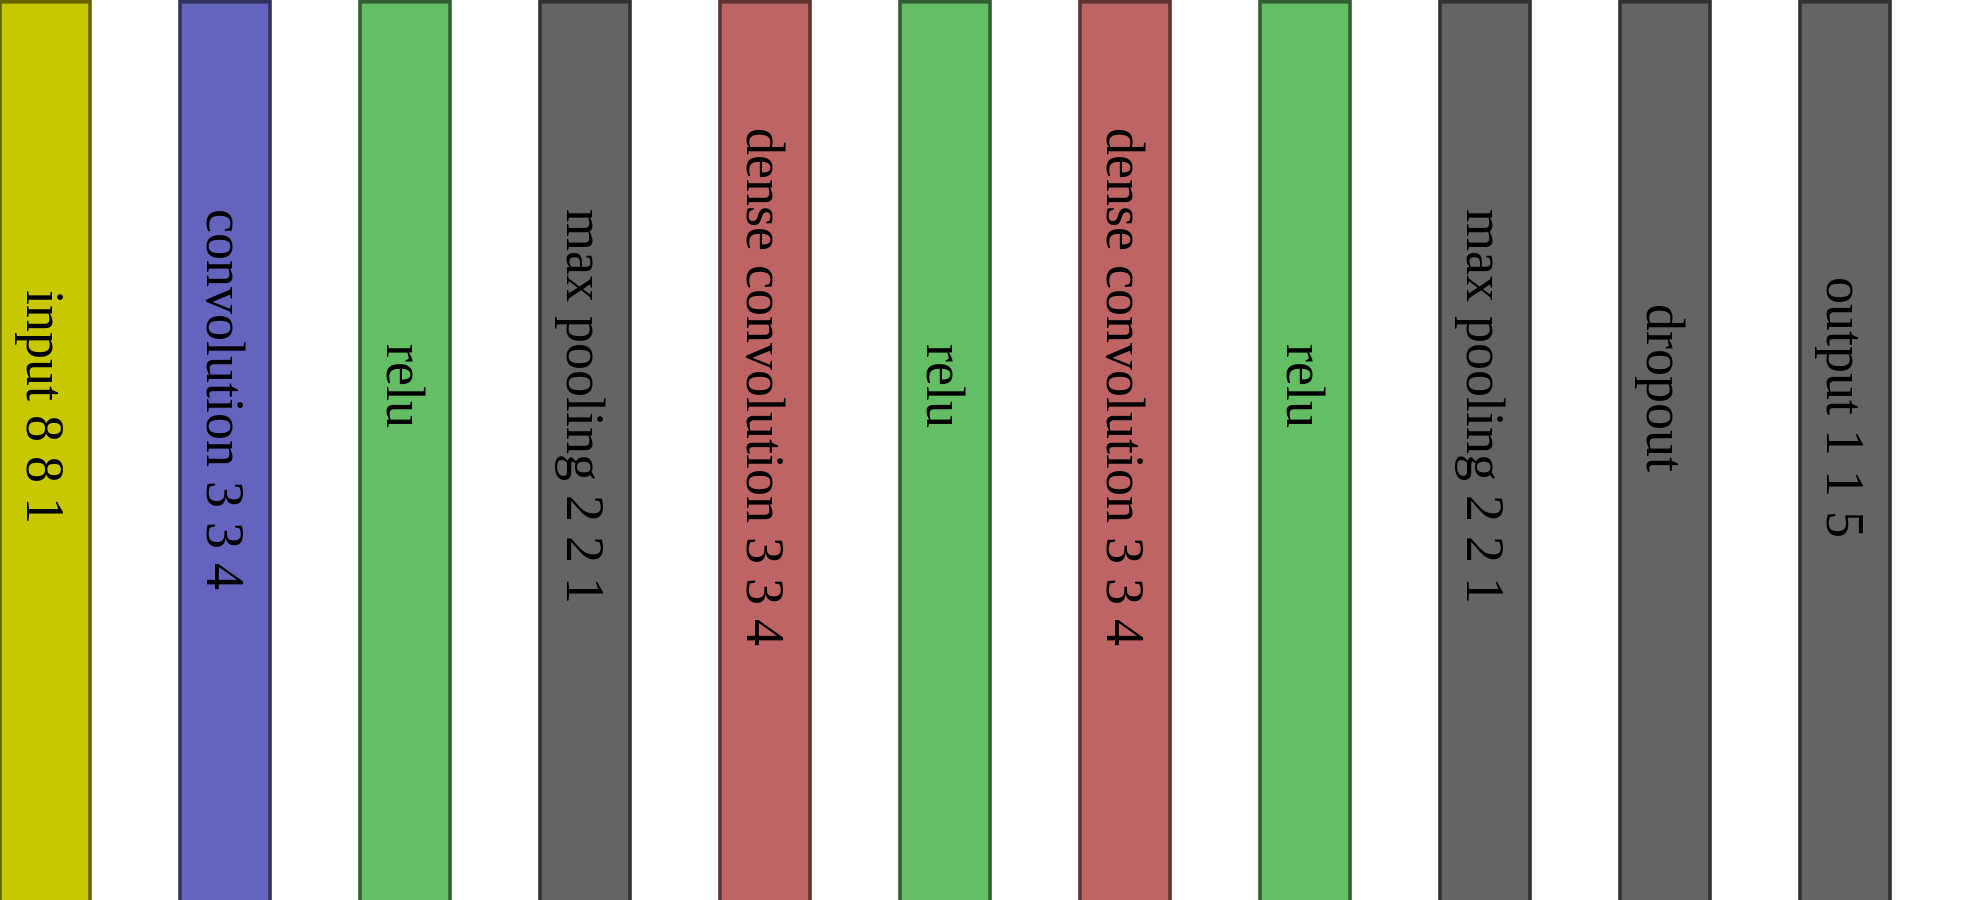 input 8 8 1
convolution 3 3 4
relu
max pooling 2 2 1
dense convolution 3 3 4
relu
dense convolution 3 3 4
relu
max pooling 2 2 1
dropout
output 1 1 5